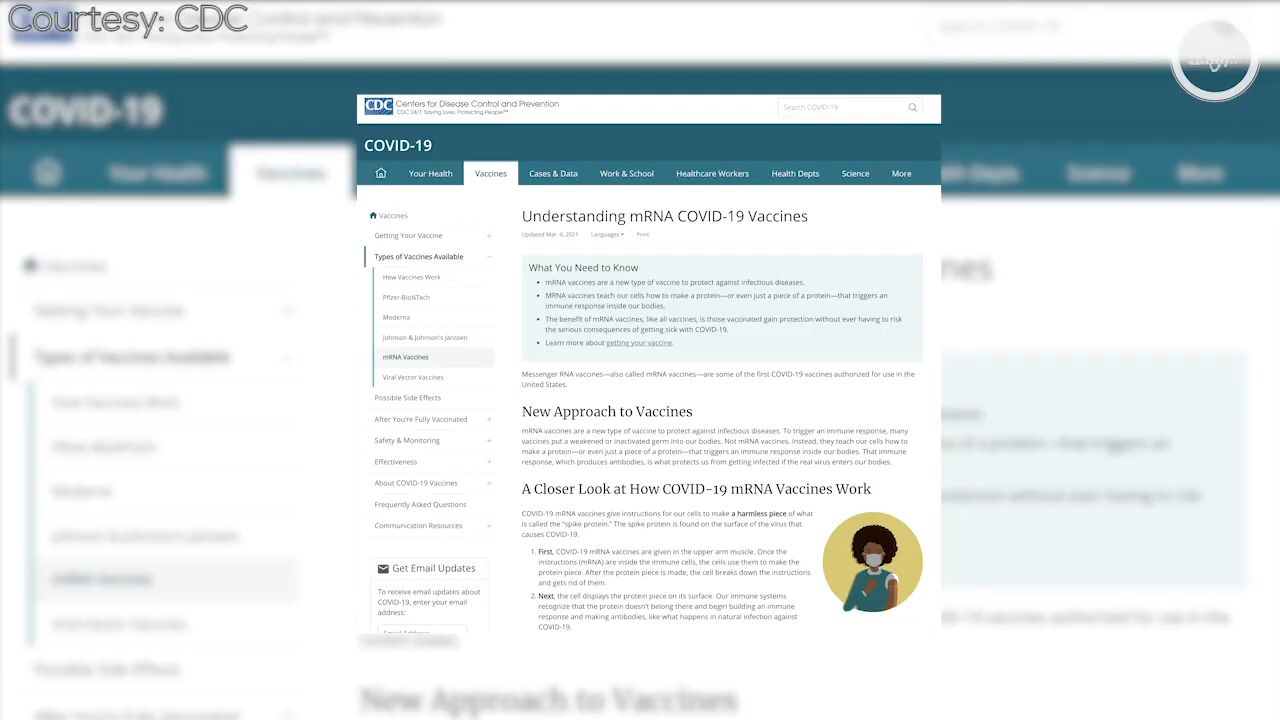 Courtesy: CDC
CDC Centers for Disease Control and Prevention
CDC 24/7: Saving Lives, Protecting People™
Search COVID-19
COVID-19
Your Health Vaccines Cases & Data Work & School Healthcare Workers Health Depts Science More
Vaccines
Getting Your Vaccine +
Types of Vaccines Available −
How Vaccines Work
Pfizer-BioNTech
Moderna
Johnson & Johnson's Janssen
mRNA Vaccines
Viral Vector Vaccines
Possible Side Effects
After You're Fully Vaccinated +
Safety & Monitoring +
Effectiveness +
About COVID-19 Vaccines +
Frequently Asked Questions
Communication Resources +
Get Email Updates
To receive email updates about
COVID-19, enter your email
address:
Email Address
Understanding mRNA COVID-19 Vaccines
Updated Mar. 4, 2021 Languages Print
What You Need to Know
• mRNA vaccines are a new type of vaccine to protect against infectious diseases.
• MRNA vaccines teach our cells how to make a protein—or even just a piece of a protein—that triggers an
immune response inside our bodies.
• The benefit of mRNA vaccines, like all vaccines, is those vaccinated gain protection without ever having to risk
the serious consequences of getting sick with COVID-19.
• Learn more about getting your vaccine.
Messenger RNA vaccines—also called mRNA vaccines—are some of the first COVID-19 vaccines authorized for use in the
United States.
New Approach to Vaccines
mRNA vaccines are a new type of vaccine to protect against infectious diseases. To trigger an immune response, many
vaccines put a weakened or inactivated germ into our bodies. Not mRNA vaccines. Instead, they teach our cells how to
make a protein—or even just a piece of a protein—that triggers an immune response inside our bodies. That immune
response, which produces antibodies, is what protects us from getting infected if the real virus enters our bodies.
A Closer Look at How COVID-19 mRNA Vaccines Work
COVID-19 mRNA vaccines give instructions for our cells to make a harmless piece of what
is called the "spike protein." The spike protein is found on the surface of the virus that
causes COVID-19.
1. First, COVID-19 mRNA vaccines are given in the upper arm muscle. Once the
instructions (mRNA) are inside the immune cells, the cells use them to make the
protein piece. After the protein piece is made, the cell breaks down the instructions
and gets rid of them.
2. Next, the cell displays the protein piece on its surface. Our immune systems
recognize that the protein doesn't belong there and begin building an immune
response and making antibodies, like what happens in natural infection against
COVID-19.